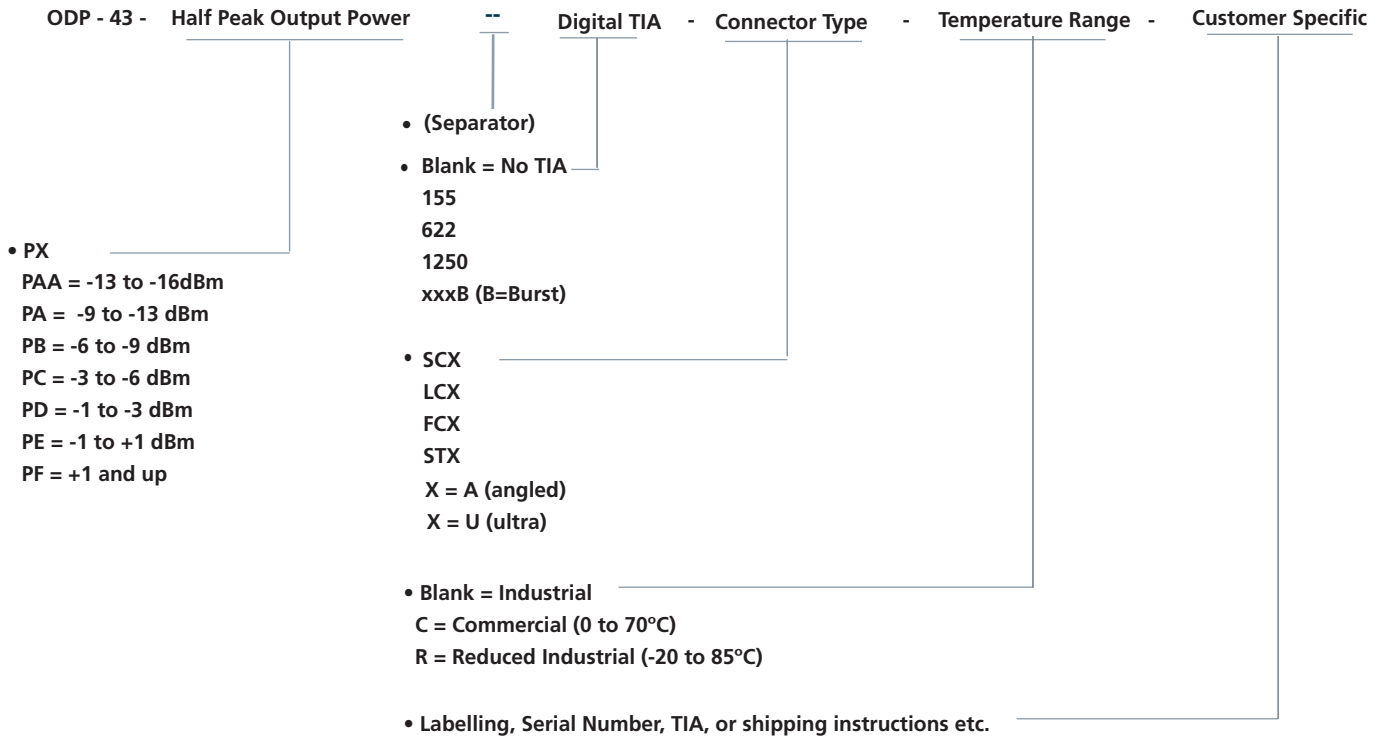 ODP - 43 - Half Peak Output Power -- Digital TIA - Connector Type - Temperature Range - Customer Specific
• (Separator)
• Blank = No TIA
155
622
1250
xxxB (B=Burst)
• PX
PAA = -13 to -16dBm
PA = -9 to -13 dBm
PB = -6 to -9 dBm
PC = -3 to -6 dBm
PD = -1 to -3 dBm
PE = -1 to +1 dBm
PF = +1 and up
• SCX
LCX
FCX
STX
X = A (angled)
X = U (ultra)
• Blank = Industrial
C = Commercial (0 to 70ºC)
R = Reduced Industrial (-20 to 85ºC)
• Labelling, Serial Number, TIA, or shipping instructions etc.